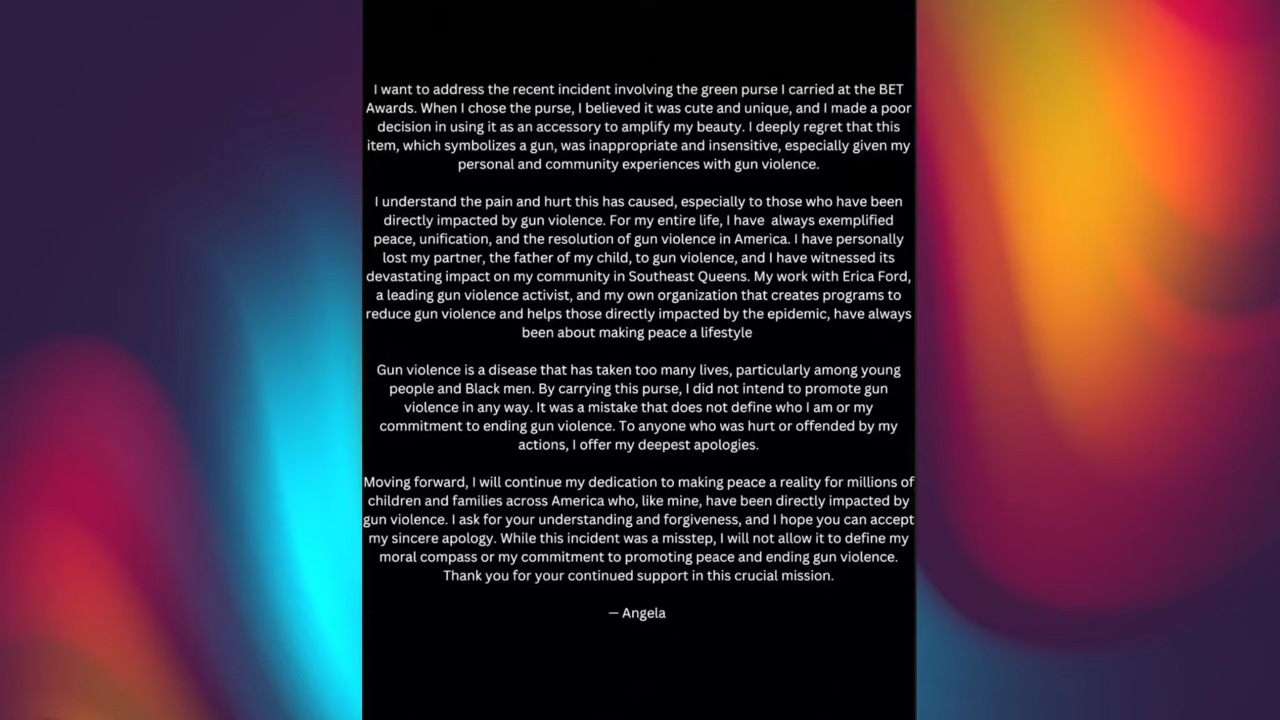 I want to address the recent incident involving the green purse I carried at the BET
Awards. When I chose the purse, I believed it was cute and unique, and I made a poor
decision in using it as an accessory to amplify my beauty. I deeply regret that this
item, which symbolizes a gun, was inappropriate and insensitive, especially given my
personal and community experiences with gun violence.
I understand the pain and hurt this has caused, especially to those who have been
directly impacted by gun violence. For my entire life, I have  always exemplified
peace, unification, and the resolution of gun violence in America. I have personally
lost my partner, the father of my child, to gun violence, and I have witnessed its
devastating impact on my community in Southeast Queens. My work with Erica Ford,
a leading gun violence activist, and my own organization that creates programs to
reduce gun violence and helps those directly impacted by the epidemic, have always
been about making peace a lifestyle
Gun violence is a disease that has taken too many lives, particularly among young
people and Black men. By carrying this purse, I did not intend to promote gun
violence in any way. It was a mistake that does not define who I am or my
commitment to ending gun violence. To anyone who was hurt or offended by my
actions, I offer my deepest apologies.
Moving forward, I will continue my dedication to making peace a reality for millions of
children and families across America who, like mine, have been directly impacted by
gun violence. I ask for your understanding and forgiveness, and I hope you can accept
my sincere apology. While this incident was a misstep, I will not allow it to define my
moral compass or my commitment to promoting peace and ending gun violence.
Thank you for your continued support in this crucial mission.
— Angela